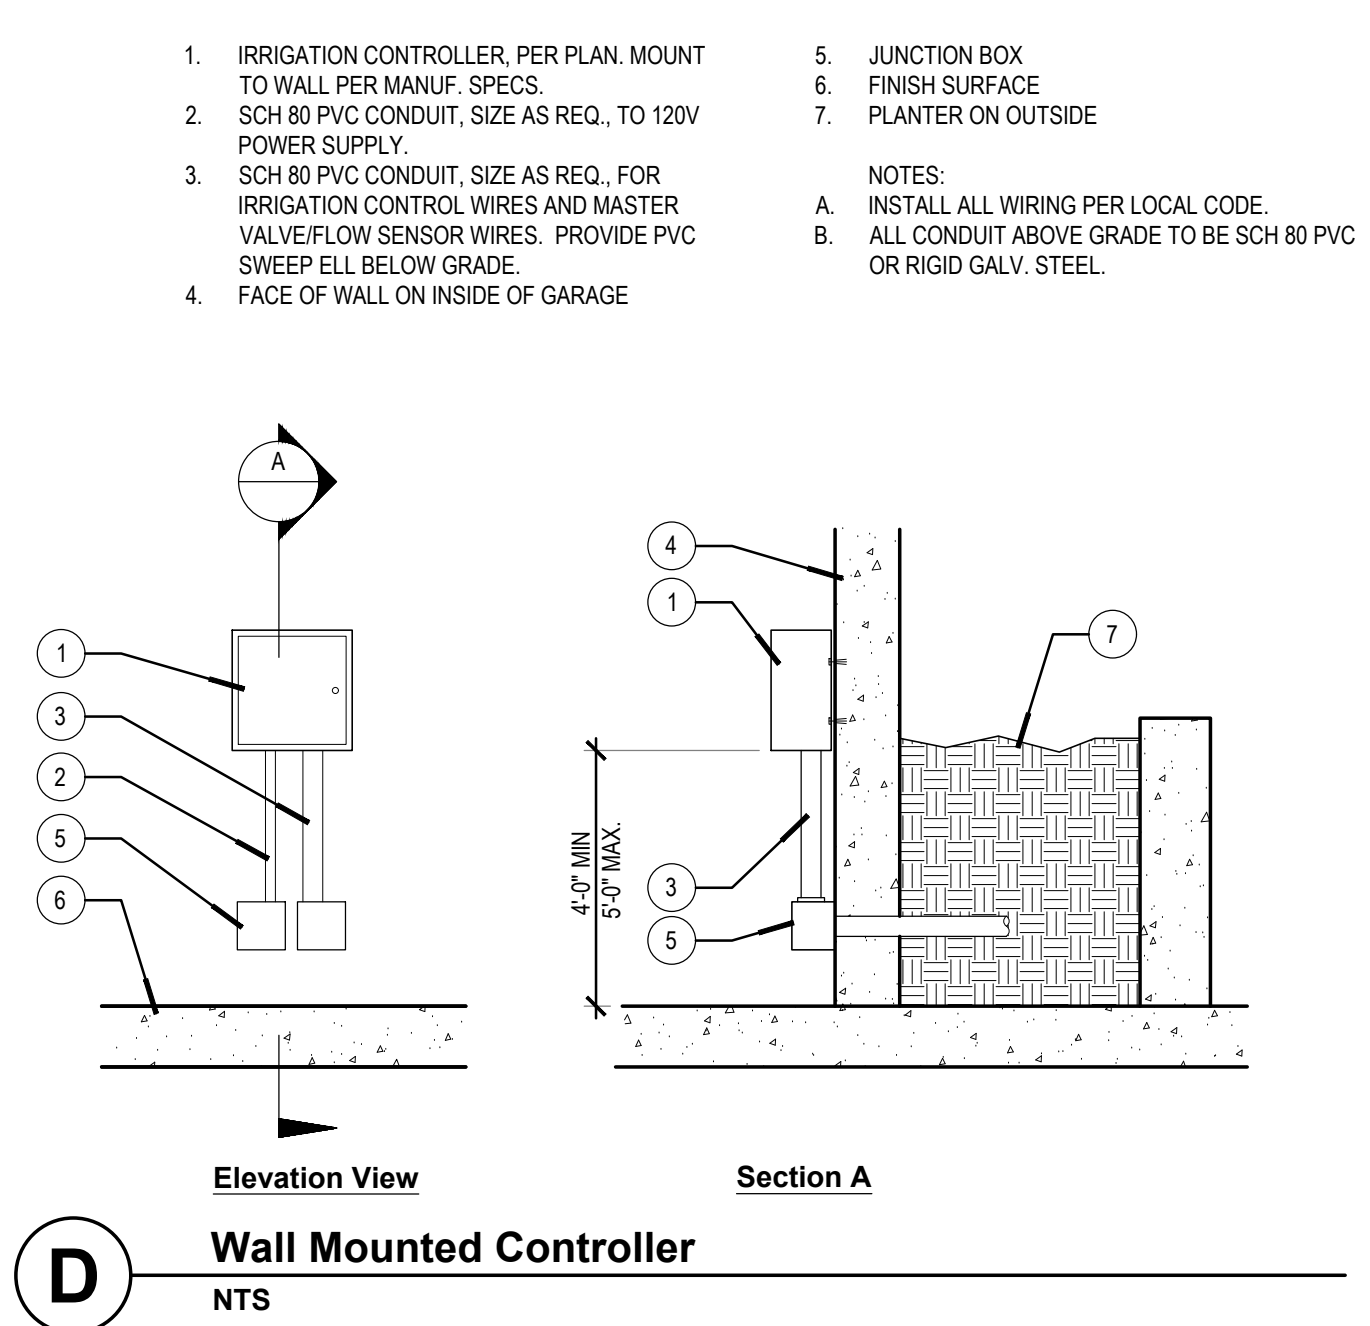 1. IRRIGATION CONTROLLER, PER PLAN. MOUNT
TO WALL PER MANUF. SPECS.
2. SCH 80 PVC CONDUIT, SIZE AS REQ., TO 120V
POWER SUPPLY.
3. SCH 80 PVC CONDUIT, SIZE AS REQ., FOR
IRRIGATION CONTROL WIRES AND MASTER
VALVE/FLOW SENSOR WIRES. PROVIDE PVC
SWEEP ELL BELOW GRADE.
4. FACE OF WALL ON INSIDE OF GARAGE
5. JUNCTION BOX
6. FINISH SURFACE
7. PLANTER ON OUTSIDE
NOTES:
A. INSTALL ALL WIRING PER LOCAL CODE.
B. ALL CONDUIT ABOVE GRADE TO BE SCH 80 PVC
OR RIGID GALV. STEEL.
A
1
3
2
5
6
4
1
7
3
5
4'-0" MIN
5'-0" MAX.
Elevation View
Section A
D
Wall Mounted Controller
NTS